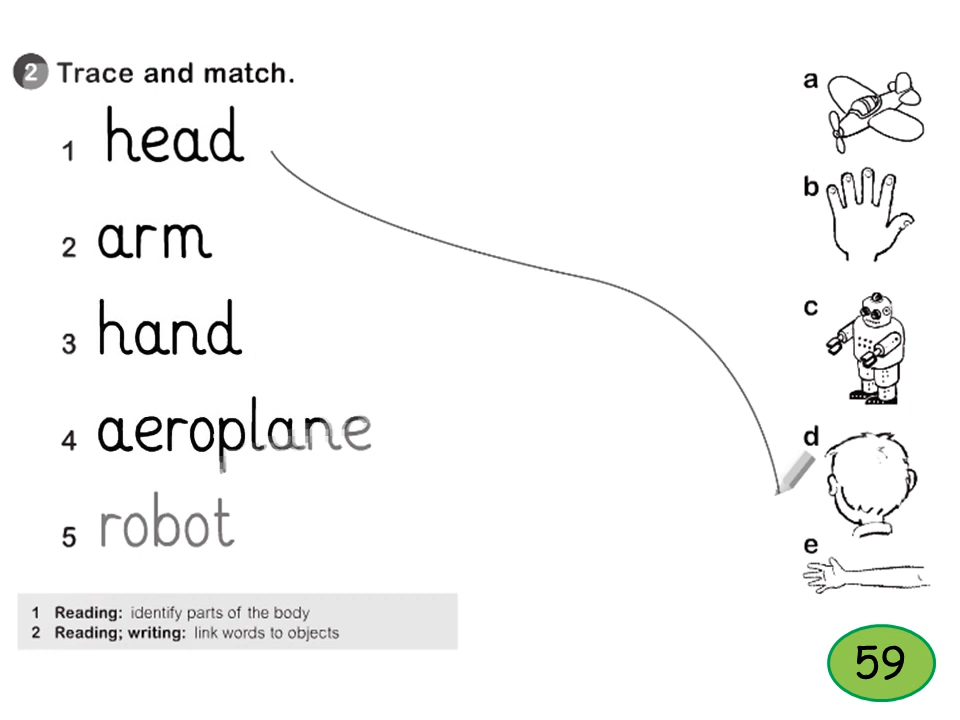 2 Trace and match.
1 head
2 arm
3 hand
4 aeroplane
5 robot
a
b
c
d
e
1 Reading: identify parts of the body
2 Reading; writing: link words to objects
59